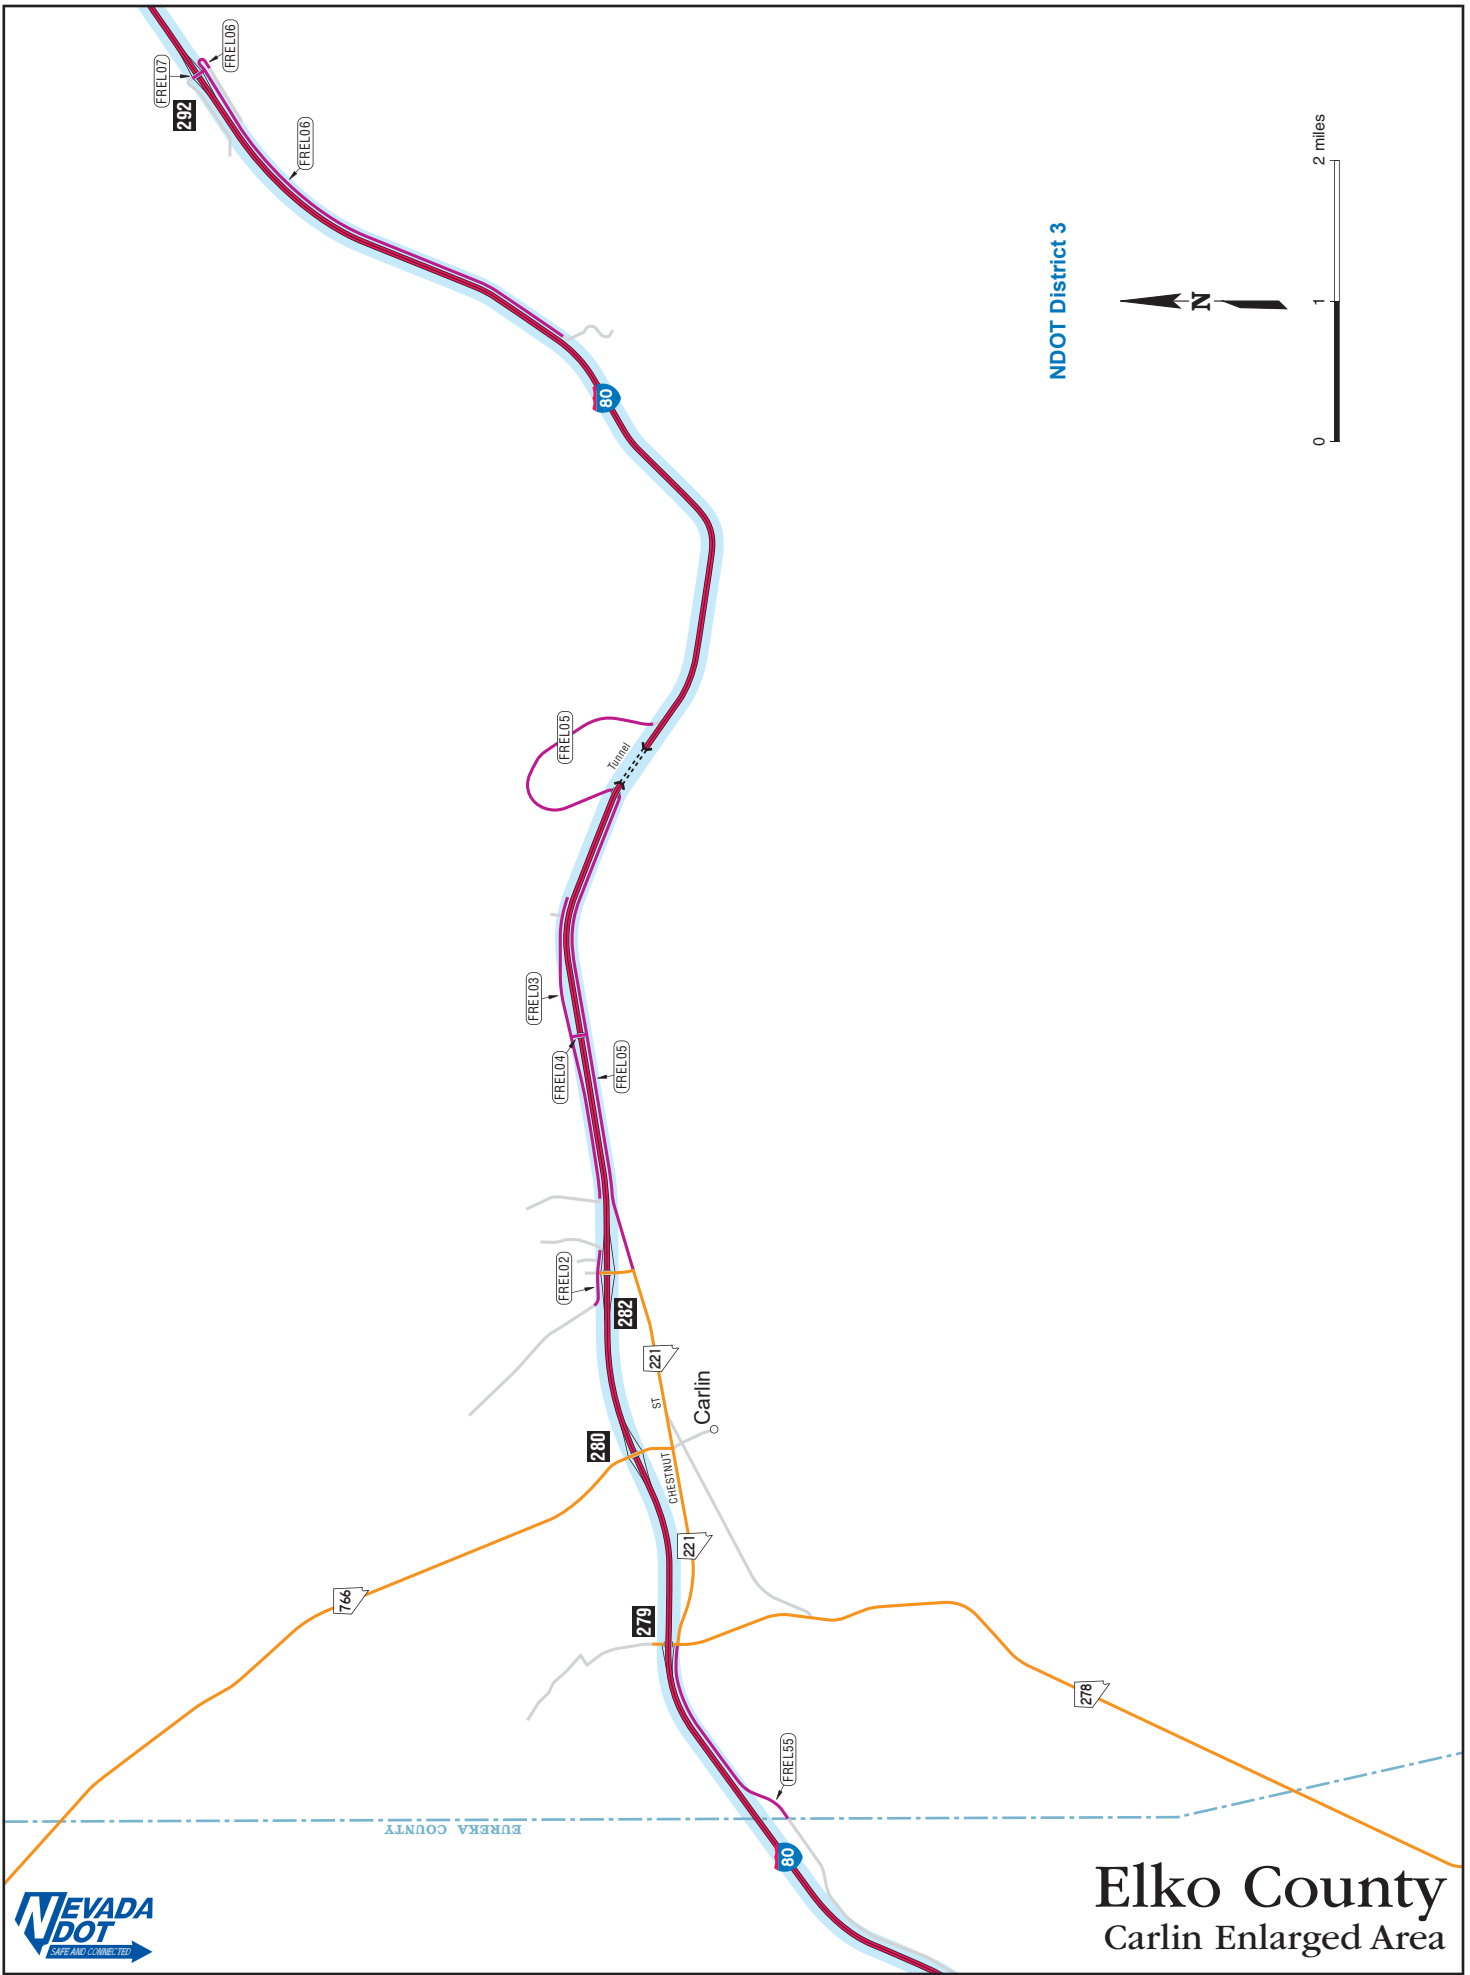 FREL06
FREL07
292
FREL06
2 miles
1
0
NDOT District 3
N
80
FREL05
Tunnel
FREL03
FREL04
FREL05
FREL02
282
221
ST
Carlin
280
CHESTNUT
221
766
279
278
FREL55
EUREKA COUNTY
80
NEVADA
DOT
SAFE AND CONNECTED
Elko County
Carlin Enlarged Area